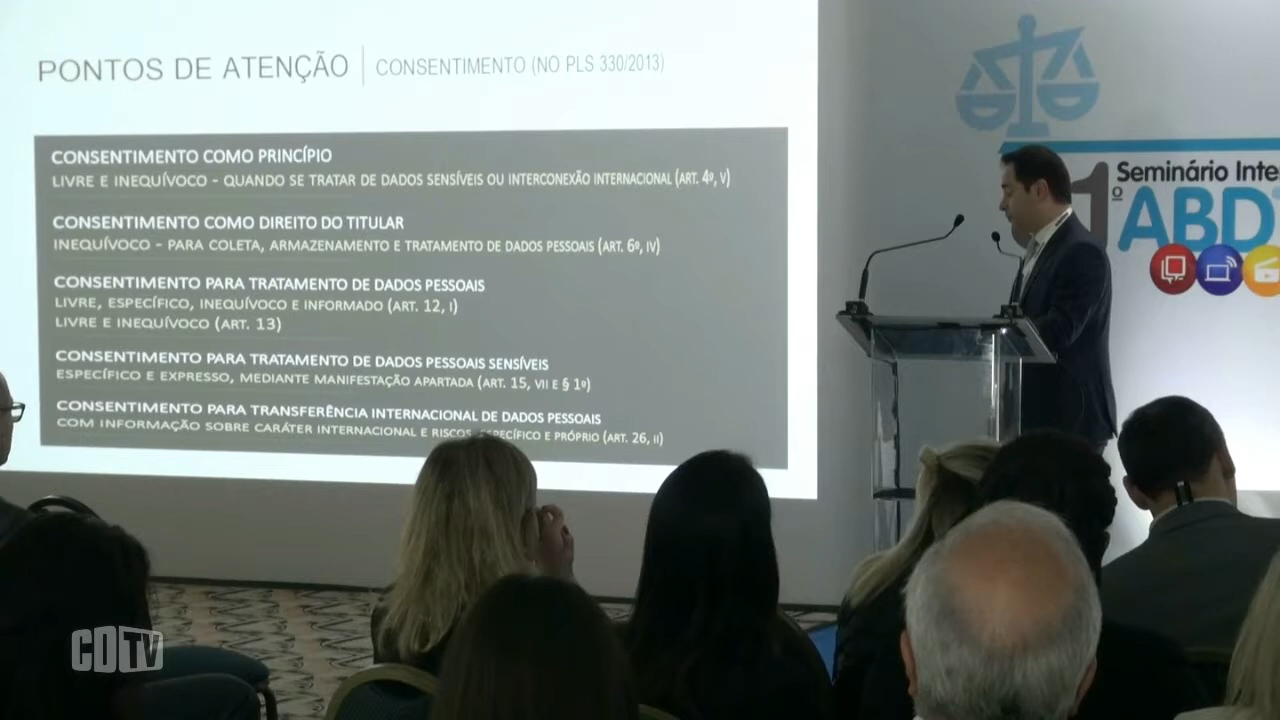 PONTOS DE ATENÇÃO | CONSENTIMENTO (NO PLS 330/2013)
CONSENTIMENTO COMO PRINCÍPIO
LIVRE E INEQUÍVOCO - QUANDO SE TRATAR DE DADOS SENSÍVEIS OU INTERCONEXÃO INTERNACIONAL (ART. 4º, V)
CONSENTIMENTO COMO DIREITO DO TITULAR
INEQUÍVOCO - PARA COLETA, ARMAZENAMENTO E TRATAMENTO DE DADOS PESSOAIS (ART. 6º, IV)
CONSENTIMENTO PARA TRATAMENTO DE DADOS PESSOAIS
LIVRE, ESPECÍFICO, INEQUÍVOCO E INFORMADO (ART. 12, I)
LIVRE E INEQUÍVOCO (ART. 13)
CONSENTIMENTO PARA TRATAMENTO DE DADOS PESSOAIS SENSÍVEIS
ESPECÍFICO E EXPRESSO, MEDIANTE MANIFESTAÇÃO APARTADA (ART. 15, VII E § 1º)
CONSENTIMENTO PARA TRANSFERÊNCIA INTERNACIONAL DE DADOS PESSOAIS
COM INFORMAÇÃO SOBRE CARÁTER INTERNACIONAL E RISCOS, ESPECÍFICO E PRÓPRIO (ART. 26, II)
1º Seminário Inte
ABD
CDTV